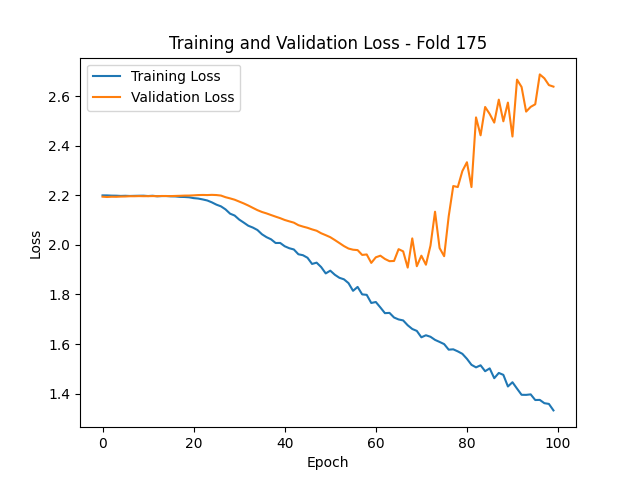 Training and Validation Loss - Fold 175
Training Loss
Validation Loss
2.6
2.4
2.2
2.0
1.8
1.6
1.4
Loss
0 20 40 60 80 100
Epoch